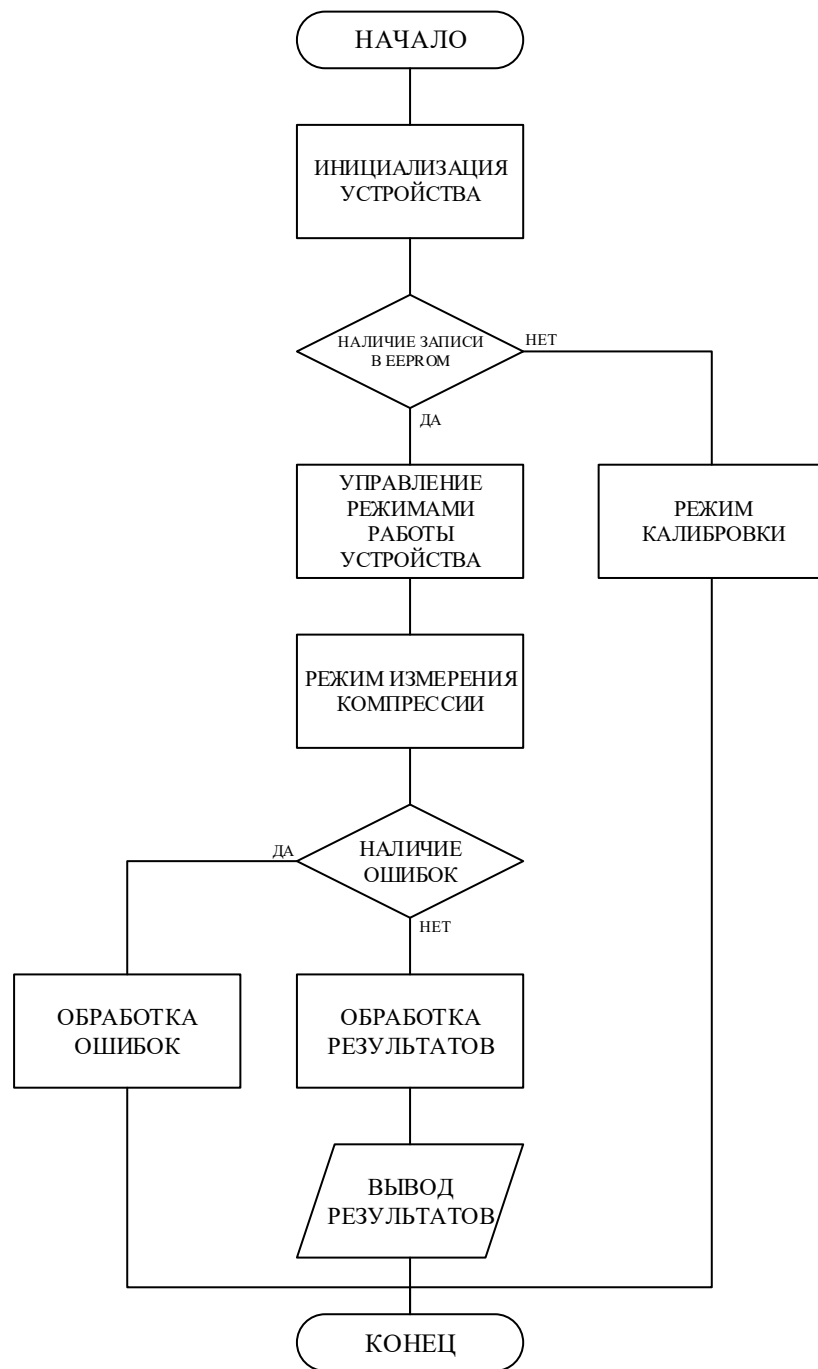 НАЧАЛО
ИНИЦИАЛИЗАЦИЯ
УСТРОЙСТВА
НАЛИЧИЕ ЗАПИСИ
В EEPROM
НЕТ
ДА
УПРАВЛЕНИЕ
РЕЖИМАМИ
РАБОТЫ
УСТРОЙСТВА
РЕЖИМ
КАЛИБРОВКИ
РЕЖИМ ИЗМЕРЕНИЯ
КОМПРЕССИИ
ДА
НАЛИЧИЕ
ОШИБОК
НЕТ
ОБРАБОТКА
ОШИБОК
ОБРАБОТКА
РЕЗУЛЬТАТОВ
ВЫВОД
РЕЗУЛЬТАТОВ
КОНЕЦ